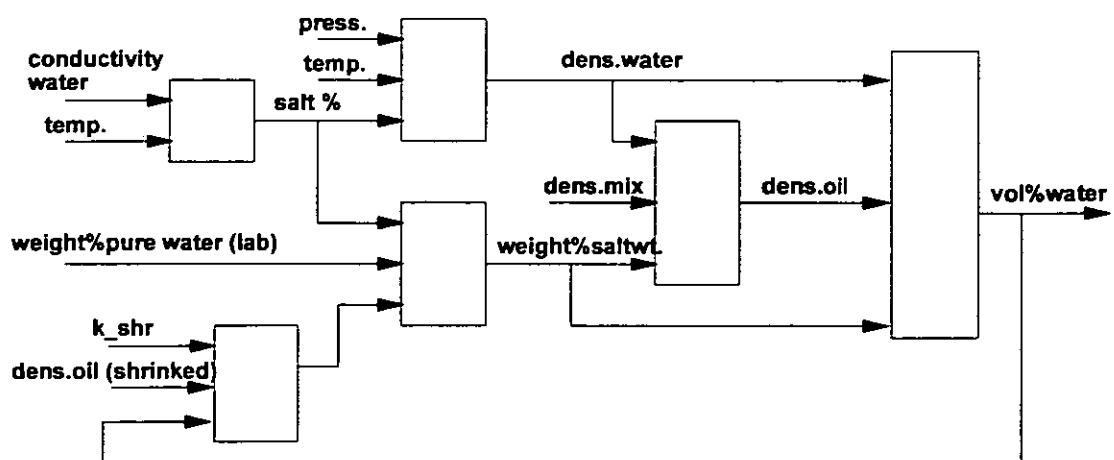 press.
conductivity
water
temp.
dens.water
salt %
temp.
dens.mix
dens.oil
vol%water
weight%pure water (lab)
weight%saltwt.
k_shr
dens.oil (shrinked)